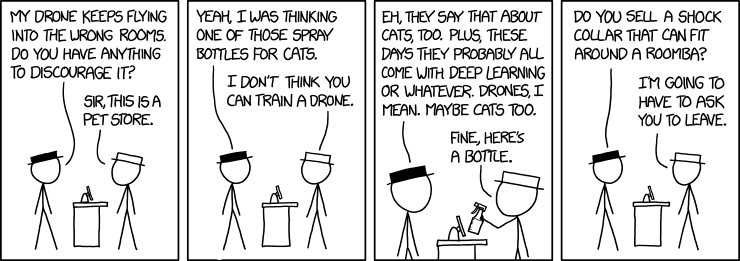 MY DRONE KEEPS FLYING
INTO THE WRONG ROOMS.
DO YOU HAVE ANYTHING
TO DISCOURAGE IT?
SIR, THIS IS A
PET STORE.
YEAH, I WAS THINKING
ONE OF THOSE SPRAY
BOTTLES FOR CATS.
I DON'T THINK YOU
CAN TRAIN A DRONE.
EH, THEY SAY THAT ABOUT
CATS, TOO. PLUS, THESE
DAYS THEY PROBABLY ALL
COME WITH DEEP LEARNING
OR WHATEVER. DRONES, I
MEAN. MAYBE CATS TOO.
FINE, HERE'S
A BOTTLE.
DO YOU SELL A SHOCK
COLLAR THAT CAN FIT
AROUND A ROOMBA?
I'M GOING TO
HAVE TO ASK
YOU TO LEAVE.